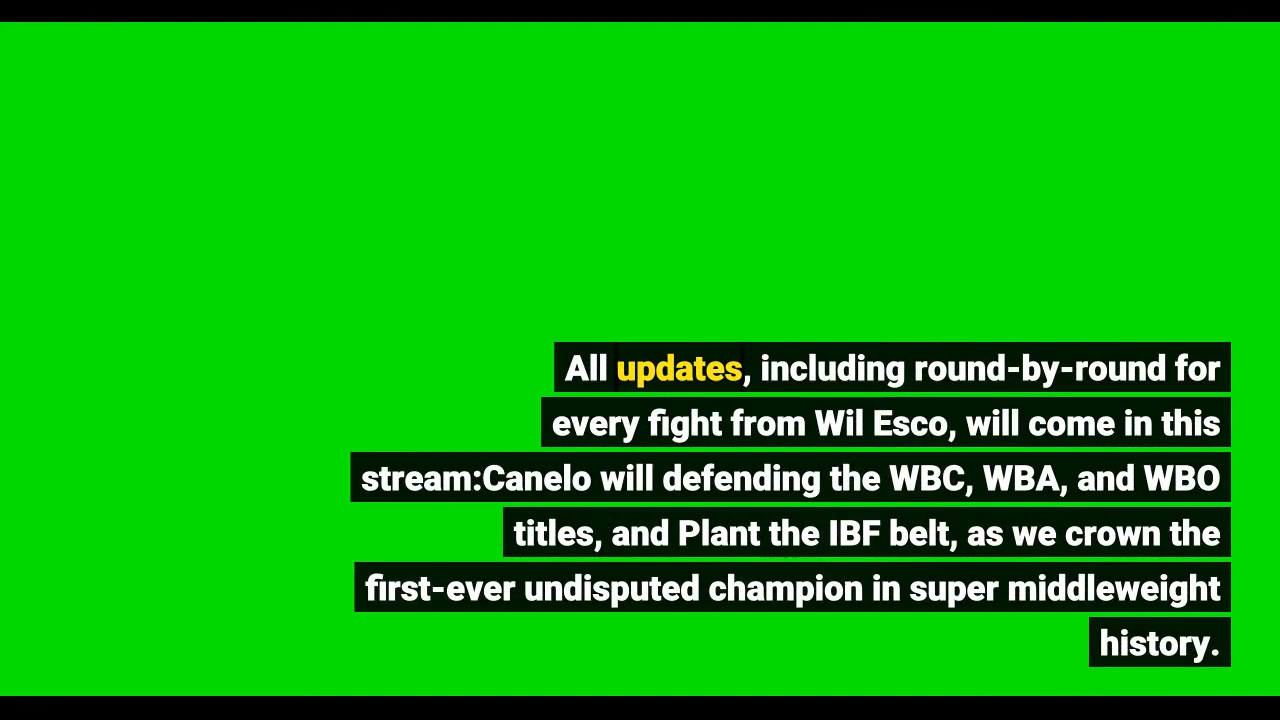 All updates, including round-by-round for
every fight from Wil Esco, will come in this
stream:Canelo will defending the WBC, WBA, and WBO
titles, and Plant the IBF belt, as we crown the
first-ever undisputed champion in super middleweight
history.